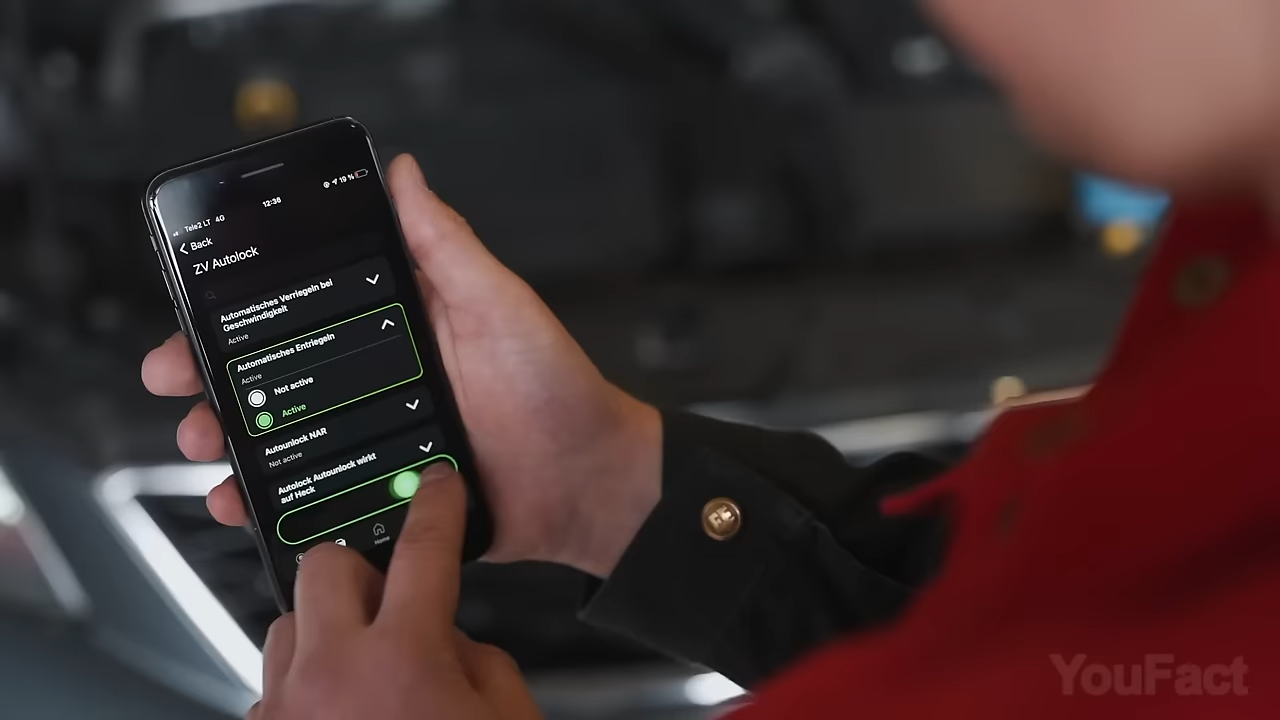 Tele2 LT 4G
12:38
19 %
Back
ZV Autolock
Automatisches Verriegeln bei
Geschwindigkeit
Active
Automatisches Entriegeln
Active
Not active
Active
Autounlock NAR
Not active
Autolock Autounlock wirkt
auf Heck
Home
YouFact